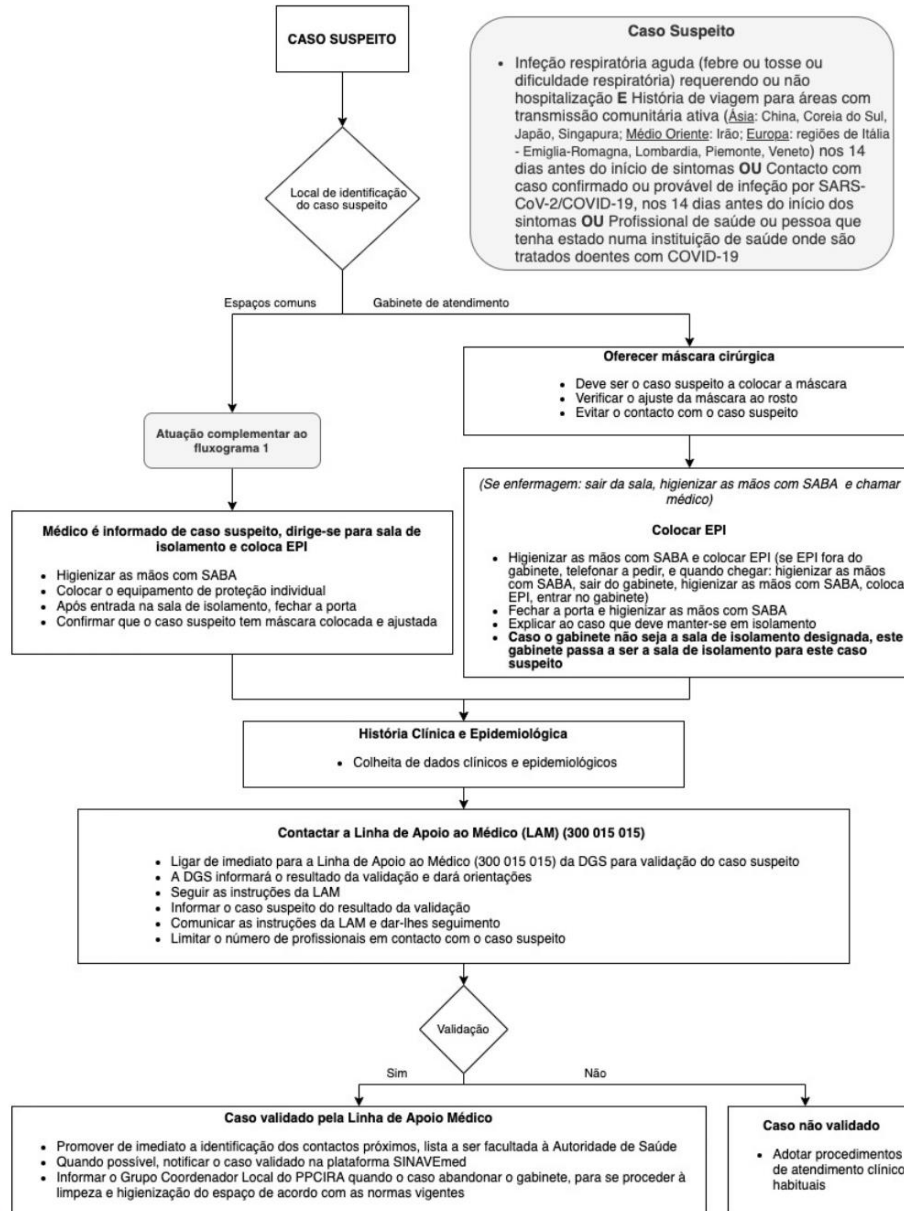 CASO SUSPEITO
Caso Suspeito
• Infeção respiratória aguda (febre ou tosse ou
dificuldade respiratória) requerendo ou não
hospitalização E História de viagem para áreas com
transmissão comunitária ativa (Ásia: China, Coreia do Sul,
Japão, Singapura; Médio Oriente: Irão; Europa: regiões de Itália
- Emiglia-Romagna, Lombardia, Piemonte, Veneto) nos 14
dias antes do início de sintomas OU Contacto com
caso confirmado ou provável de infeção por SARS-
CoV-2/COVID-19, nos 14 dias antes do início dos
sintomas OU Profissional de saúde ou pessoa que
tenha estado numa instituição de saúde onde são
tratados doentes com COVID-19
Local de identificação
do caso suspeito
Espaços comuns
Gabinete de atendimento
Oferecer máscara cirúrgica
• Deve ser o caso suspeito a colocar a máscara
• Verificar o ajuste da máscara ao rosto
• Evitar o contacto com o caso suspeito
Atuação complementar ao
fluxograma 1
Médico é informado de caso suspeito, dirige-se para sala de
isolamento e coloca EPI
• Higienizar as mãos com SABA
• Colocar o equipamento de proteção individual
• Após entrada na sala de isolamento, fechar a porta
• Confirmar que o caso suspeito tem máscara colocada e ajustada
(Se enfermagem: sair da sala, higienizar as mãos com SABA e chamar
médico)
Colocar EPI
• Higienizar as mãos com SABA e colocar EPI (se EPI fora do
gabinete, telefonar a pedir, e quando chegar: higienizar as mãos
com SABA, sair do gabinete, higienizar as mãos com SABA, coloca
EPI, entrar no gabinete)
• Fechar a porta e higienizar as mãos com SABA
• Explicar ao caso que deve manter-se em isolamento
• Caso o gabinete não seja a sala de isolamento designada, este
gabinete passa a ser a sala de isolamento para este caso
suspeito
História Clínica e Epidemiológica
• Colheita de dados clínicos e epidemiológicos
Contactar a Linha de Apoio ao Médico (LAM) (300 015 015)
• Ligar de imediato para a Linha de Apoio ao Médico (300 015 015) da DGS para validação do caso suspeito
• A DGS informará o resultado da validação e dará orientações
• Seguir as instruções da LAM
• Informar o caso suspeito do resultado da validação
• Comunicar as instruções da LAM e dar-lhes seguimento
• Limitar o número de profissionais em contacto com o caso suspeito
Validação
Sim
Não
Caso validado pela Linha de Apoio Médico
• Promover de imediato a identificação dos contactos próximos, lista a ser facultada à Autoridade de Saúde
• Quando possível, notificar o caso validado na plataforma SINAVEmed
• Informar o Grupo Coordenador Local do PPCIRA quando o caso abandonar o gabinete, para se proceder à
limpeza e higienização do espaço de acordo com as normas vigentes
Caso não validado
• Adotar procedimentos
de atendimento clínico
habituais